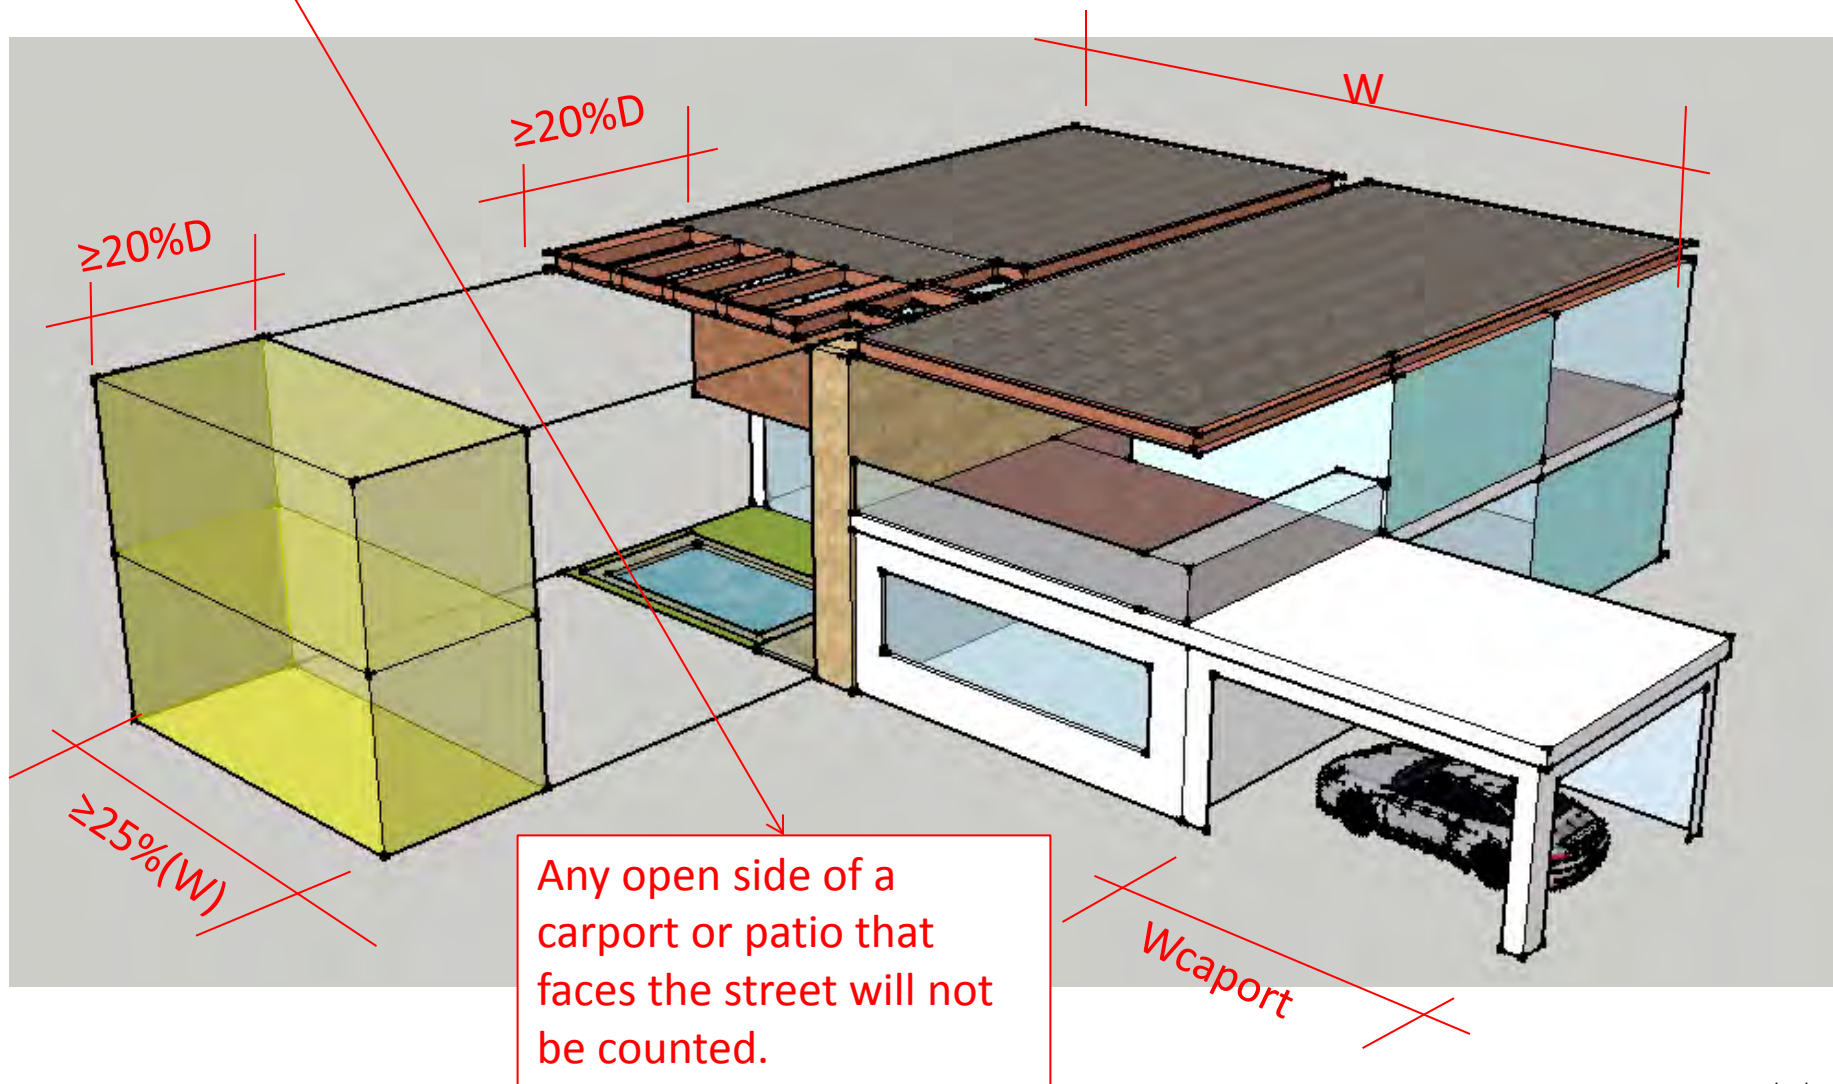 W
≥20%D
≥20%D
≥25%(W)
Any open side of a
carport or patio that
faces the street will not
be counted.
Wcaport